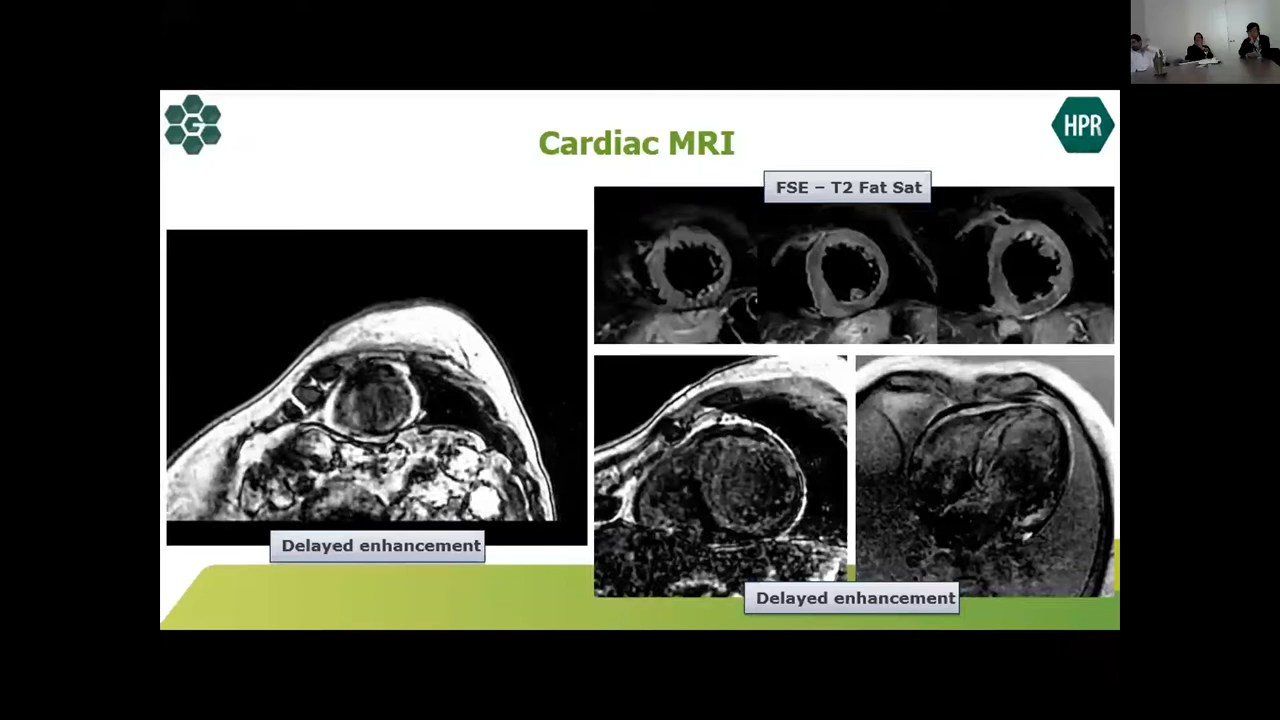 G
HPR
Cardiac MRI
FSE – T2 Fat Sat
Delayed enhancement
Delayed enhancement